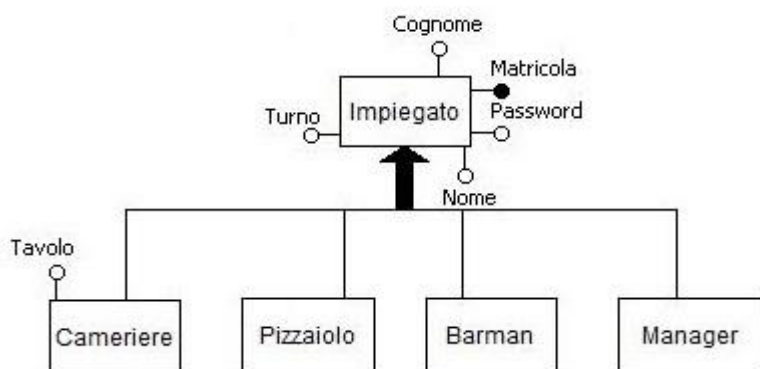 Cognome
Matricola
Impiegato
Turno
Password
Nome
Tavolo
Cameriere
Pizzaiolo
Barman
Manager